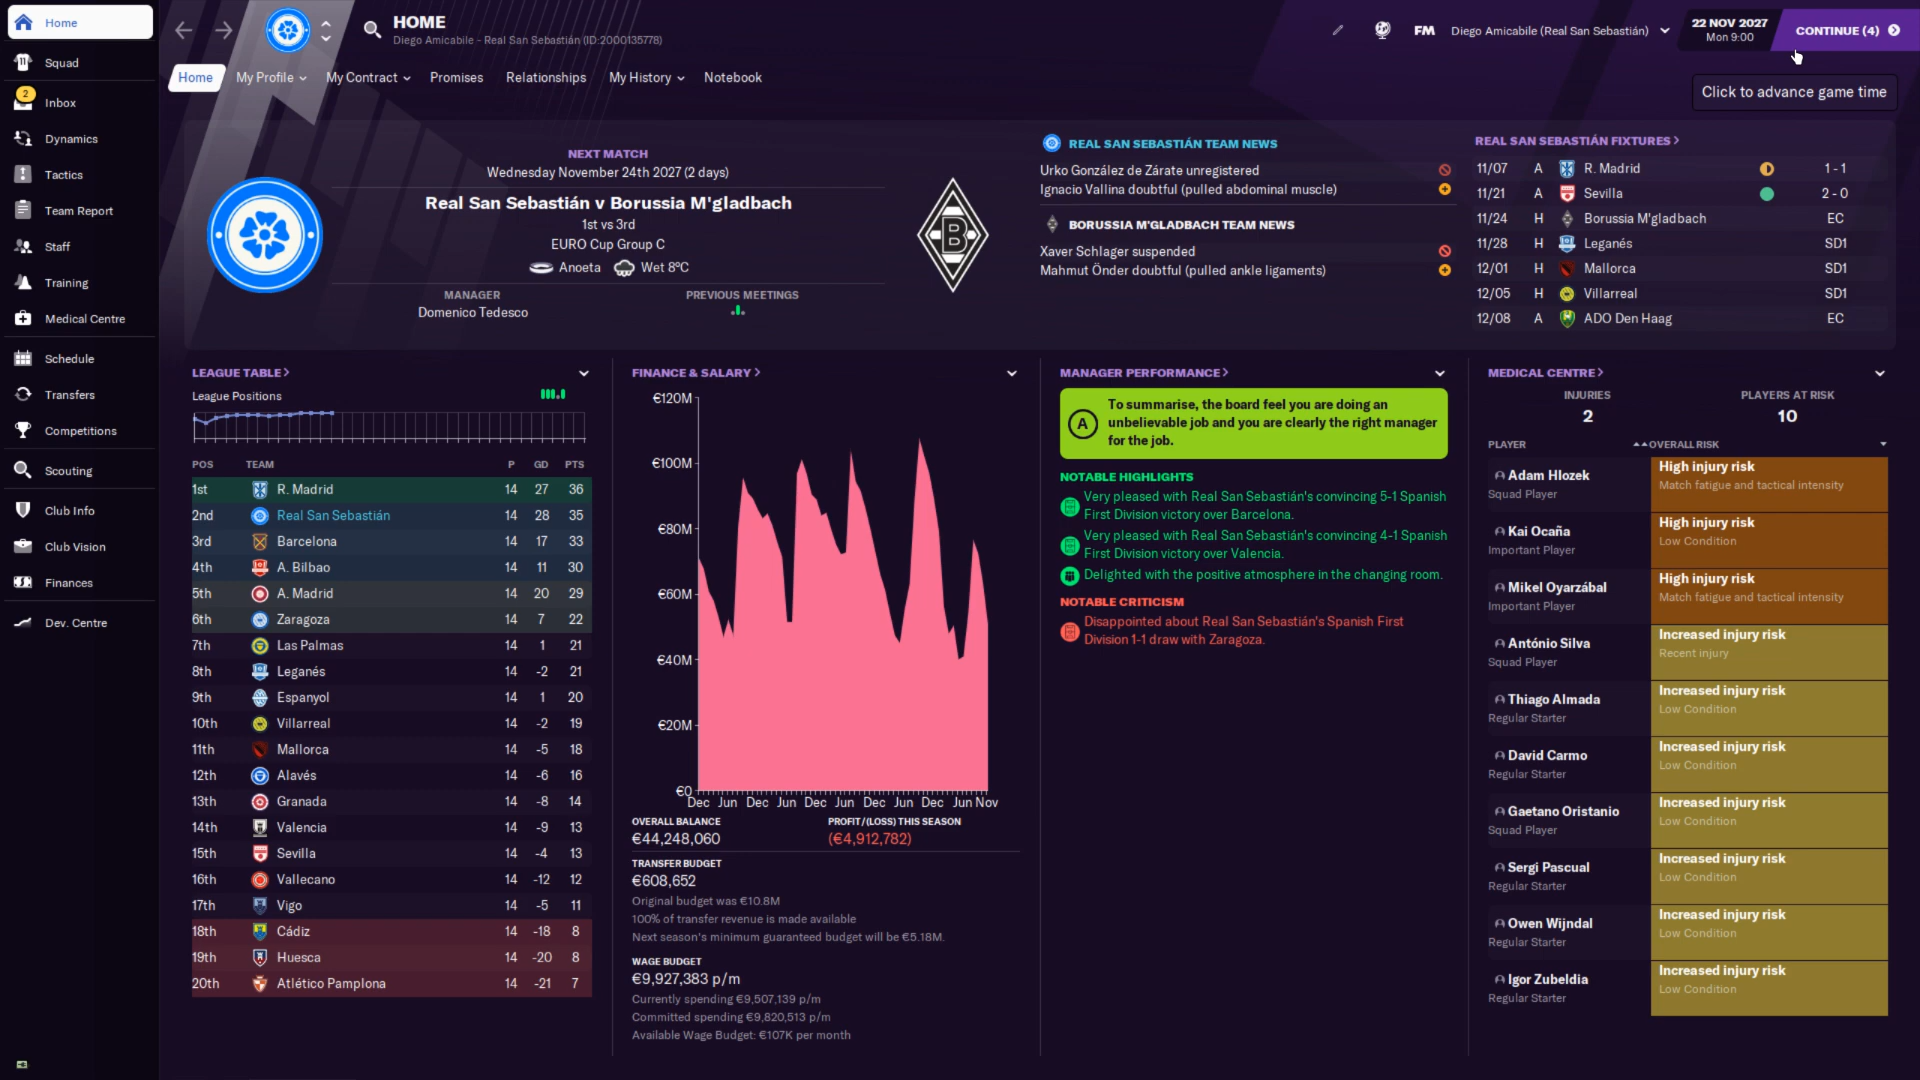 Home
Squad
2
Inbox
Dynamics
Tactics
Team Report
Staff
Training
Medical Centre
Schedule
Transfers
Competitions
Scouting
Club Info
Club Vision
Finances
Dev. Centre
HOME
Diego Amicabile - Real San Sebastián (ID:2000135778)
FM
Diego Amicabile (Real San Sebastián)
22 NOV 2027
Mon 9:00
CONTINUE (4)
Click to advance game time
Home
My Profile
My Contract
Promises
Relationships
My History
Notebook
NEXT MATCH
Wednesday November 24th 2027 (2 days)
Real San Sebastián v Borussia M'gladbach
1st vs 3rd
EURO Cup Group C
Anoeta
Wet 8°C
MANAGER
Domenico Tedesco
PREVIOUS MEETINGS
B
REAL SAN SEBASTIÁN TEAM NEWS
Urko González de Zárate unregistered
Ignacio Vallina doubtful (pulled abdominal muscle)
BORUSSIA M'GLADBACH TEAM NEWS
Xaver Schlager suspended
Mahmut Önder doubtful (pulled ankle ligaments)
REAL SAN SEBASTIÁN FIXTURES
11/07 A R. Madrid 1 - 1
11/21 A Sevilla 2 - 0
11/24 H Borussia M'gladbach EC
11/28 H Leganés SD1
12/01 H Mallorca SD1
12/05 H Villarreal SD1
12/08 A ADO Den Haag EC
LEAGUE TABLE
League Positions
POS TEAM P GD PTS
1st R. Madrid 14 27 36
2nd Real San Sebastián 14 28 35
3rd Barcelona 14 17 33
4th A. Bilbao 14 11 30
5th A. Madrid 14 20 29
6th Zaragoza 14 7 22
7th Las Palmas 14 1 21
8th Leganés 14 -2 21
9th Espanyol 14 1 20
10th Villarreal 14 -2 19
11th Mallorca 14 -5 18
12th Alavés 14 -6 16
13th Granada 14 -8 14
14th Valencia 14 -9 13
15th Sevilla 14 -4 13
16th Vallecano 14 -12 12
17th Vigo 14 -5 11
18th Cádiz 14 -18 8
19th Huesca 14 -20 8
20th Atlético Pamplona 14 -21 7
FINANCE & SALARY
€120M
€100M
€80M
€60M
€40M
€20M
€0
Dec Jun Dec Jun Dec Jun Dec Jun Dec Jun Nov
OVERALL BALANCE
€44,248,060
PROFIT/(LOSS) THIS SEASON
(€4,912,782)
TRANSFER BUDGET
€608,652
Original budget was €10.8M
100% of transfer revenue is made available
Next season's minimum guaranteed budget will be €5.18M.
WAGE BUDGET
€9,927,383 p/m
Currently spending €9,507,139 p/m
Committed spending €9,820,513 p/m
Available Wage Budget: €107K per month
MANAGER PERFORMANCE
A
To summarise, the board feel you are doing an
unbelievable job and you are clearly the right manager
for the job.
NOTABLE HIGHLIGHTS
Very pleased with Real San Sebastián's convincing 5-1 Spanish
First Division victory over Barcelona.
Very pleased with Real San Sebastián's convincing 4-1 Spanish
First Division victory over Valencia.
Delighted with the positive atmosphere in the changing room.
NOTABLE CRITICISM
Disappointed about Real San Sebastián's Spanish First
Division 1-1 draw with Zaragoza.
MEDICAL CENTRE
INJURIES
2
PLAYERS AT RISK
10
PLAYER OVERALL RISK
Adam Hlozek
Squad Player
High injury risk
Match fatigue and tactical intensity
Kai Ocaña
Important Player
High injury risk
Low Condition
Mikel Oyarzábal
Important Player
High injury risk
Match fatigue and tactical intensity
António Silva
Squad Player
Increased injury risk
Recent injury
Thiago Almada
Regular Starter
Increased injury risk
Low Condition
David Carmo
Regular Starter
Increased injury risk
Low Condition
Gaetano Oristanio
Squad Player
Increased injury risk
Low Condition
Sergi Pascual
Regular Starter
Increased injury risk
Low Condition
Owen Wijndal
Regular Starter
Increased injury risk
Low Condition
Igor Zubeldia
Regular Starter
Increased injury risk
Low Condition